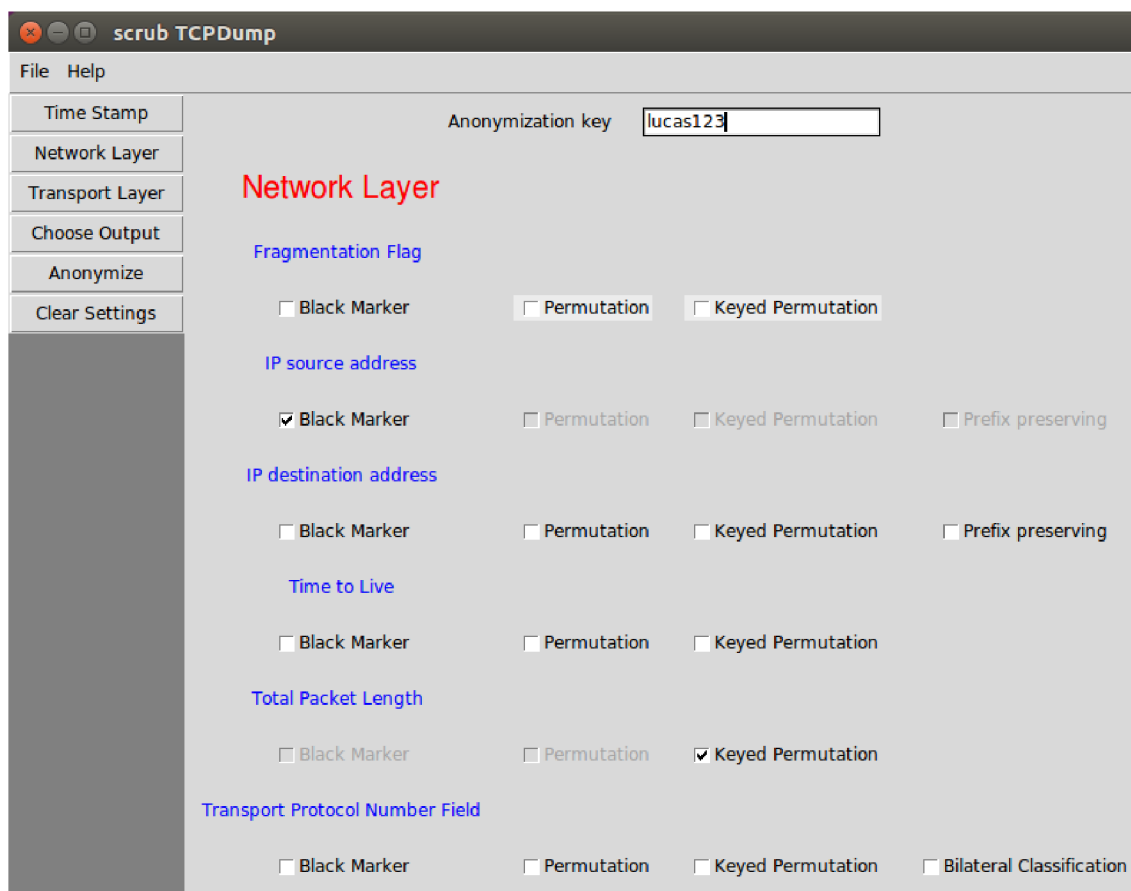 scrub TCPDump
File Help
Time Stamp
Network Layer
Transport Layer
Choose Output
Anonymize
Clear Settings
Anonymization key lucas123
Network Layer
Fragmentation Flag
Black Marker Permutation Keyed Permutation
IP source address
Black Marker Permutation Keyed Permutation Prefix preserving
IP destination address
Black Marker Permutation Keyed Permutation Prefix preserving
Time to Live
Black Marker Permutation Keyed Permutation
Total Packet Length
Black Marker Permutation Keyed Permutation
Transport Protocol Number Field
Black Marker Permutation Keyed Permutation Bilateral Classification